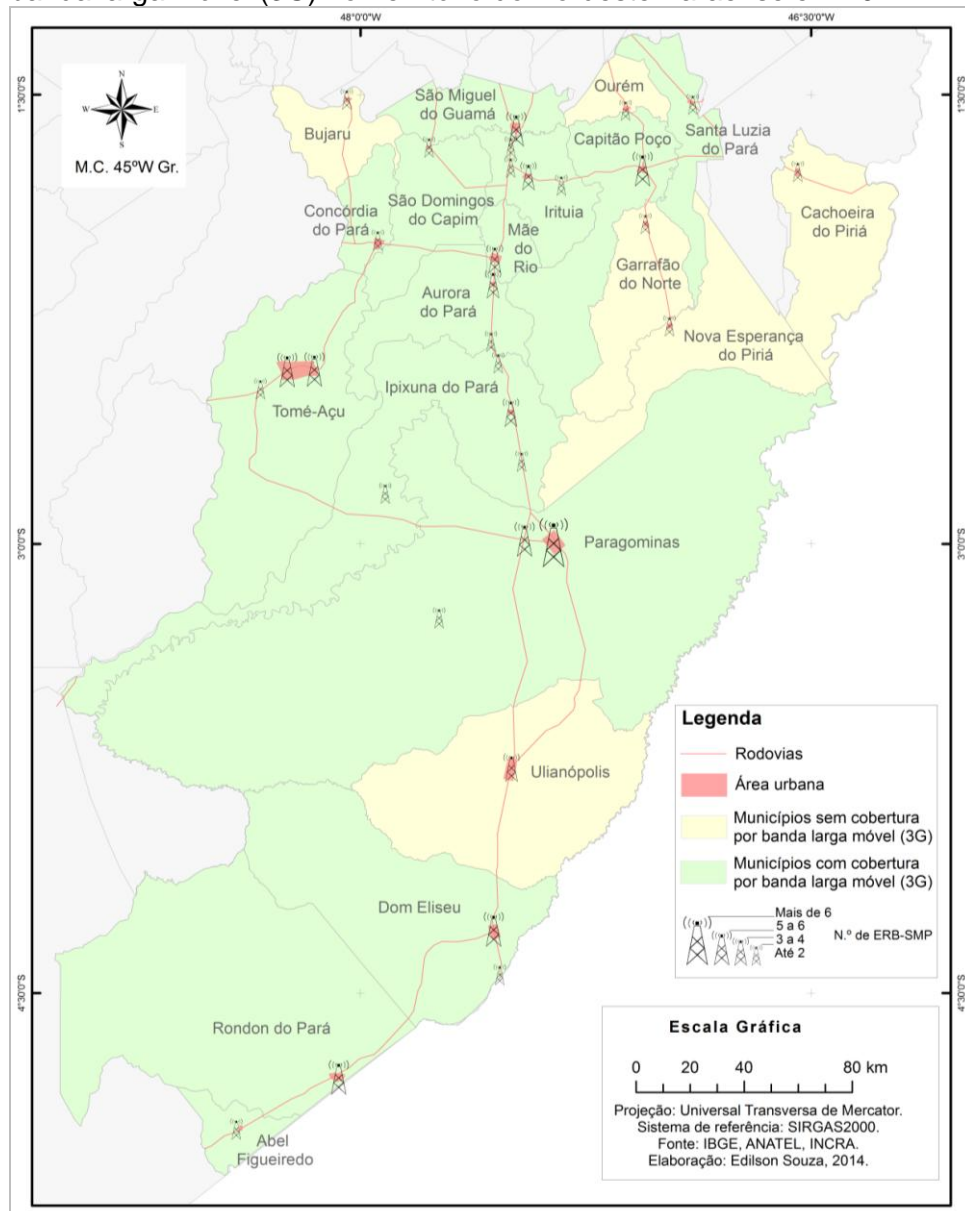 48°0'0"W
46°30'0"W
1°30'0"S
1°30'0"S
N
W
E
S
M.C. 45ºW Gr.
Bujaru
São Miguel
do Guamá
Ourém
Capitão Poço
Santa Luzia
do Pará
Concórdia
do Pará
São Domingos
do Capim
Irituia
Cachoeira
do Piriá
Mãe
do
Rio
Garrafão
do Norte
Aurora
do Pará
Nova Esperança
do Piriá
Ipixuna do Pará
Tomé-Açu
3°0'0"S
3°0'0"S
Paragominas
Ulianópolis
Legenda
Rodovias
Área urbana
Municípios sem cobertura
por banda larga móvel (3G)
Municípios com cobertura
por banda larga móvel (3G)
Mais de 6
5 a 6
3 a 4
Até 2
N.º de ERB-SMP
Dom Eliseu
4°30'0"S
4°30'0"S
Rondon do Pará
Abel
Figueiredo
Escala Gráfica
0 20 40 80 km
Projeção: Universal Transversa de Mercator.
Sistema de referência: SIRGAS2000.
Fonte: IBGE, ANATEL, INCRA.
Elaboração: Edilson Souza, 2014.